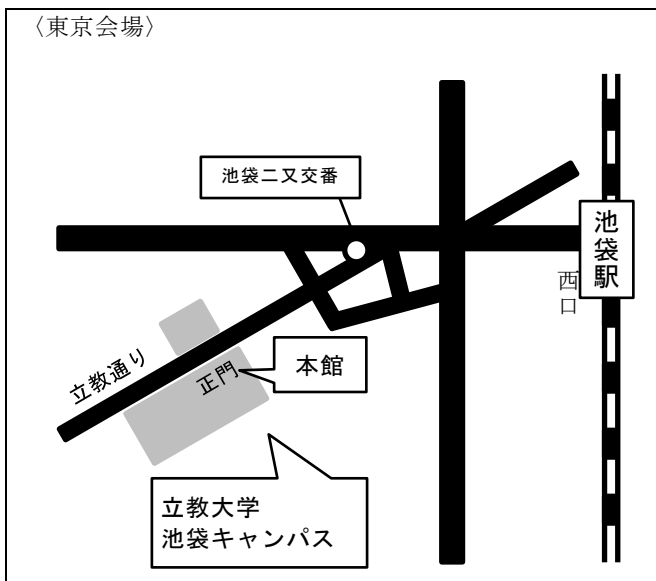 〈東京会場〉
池袋二又交番
池袋駅
西口
立教通り
正門
本館
立教大学
池袋キャンパス